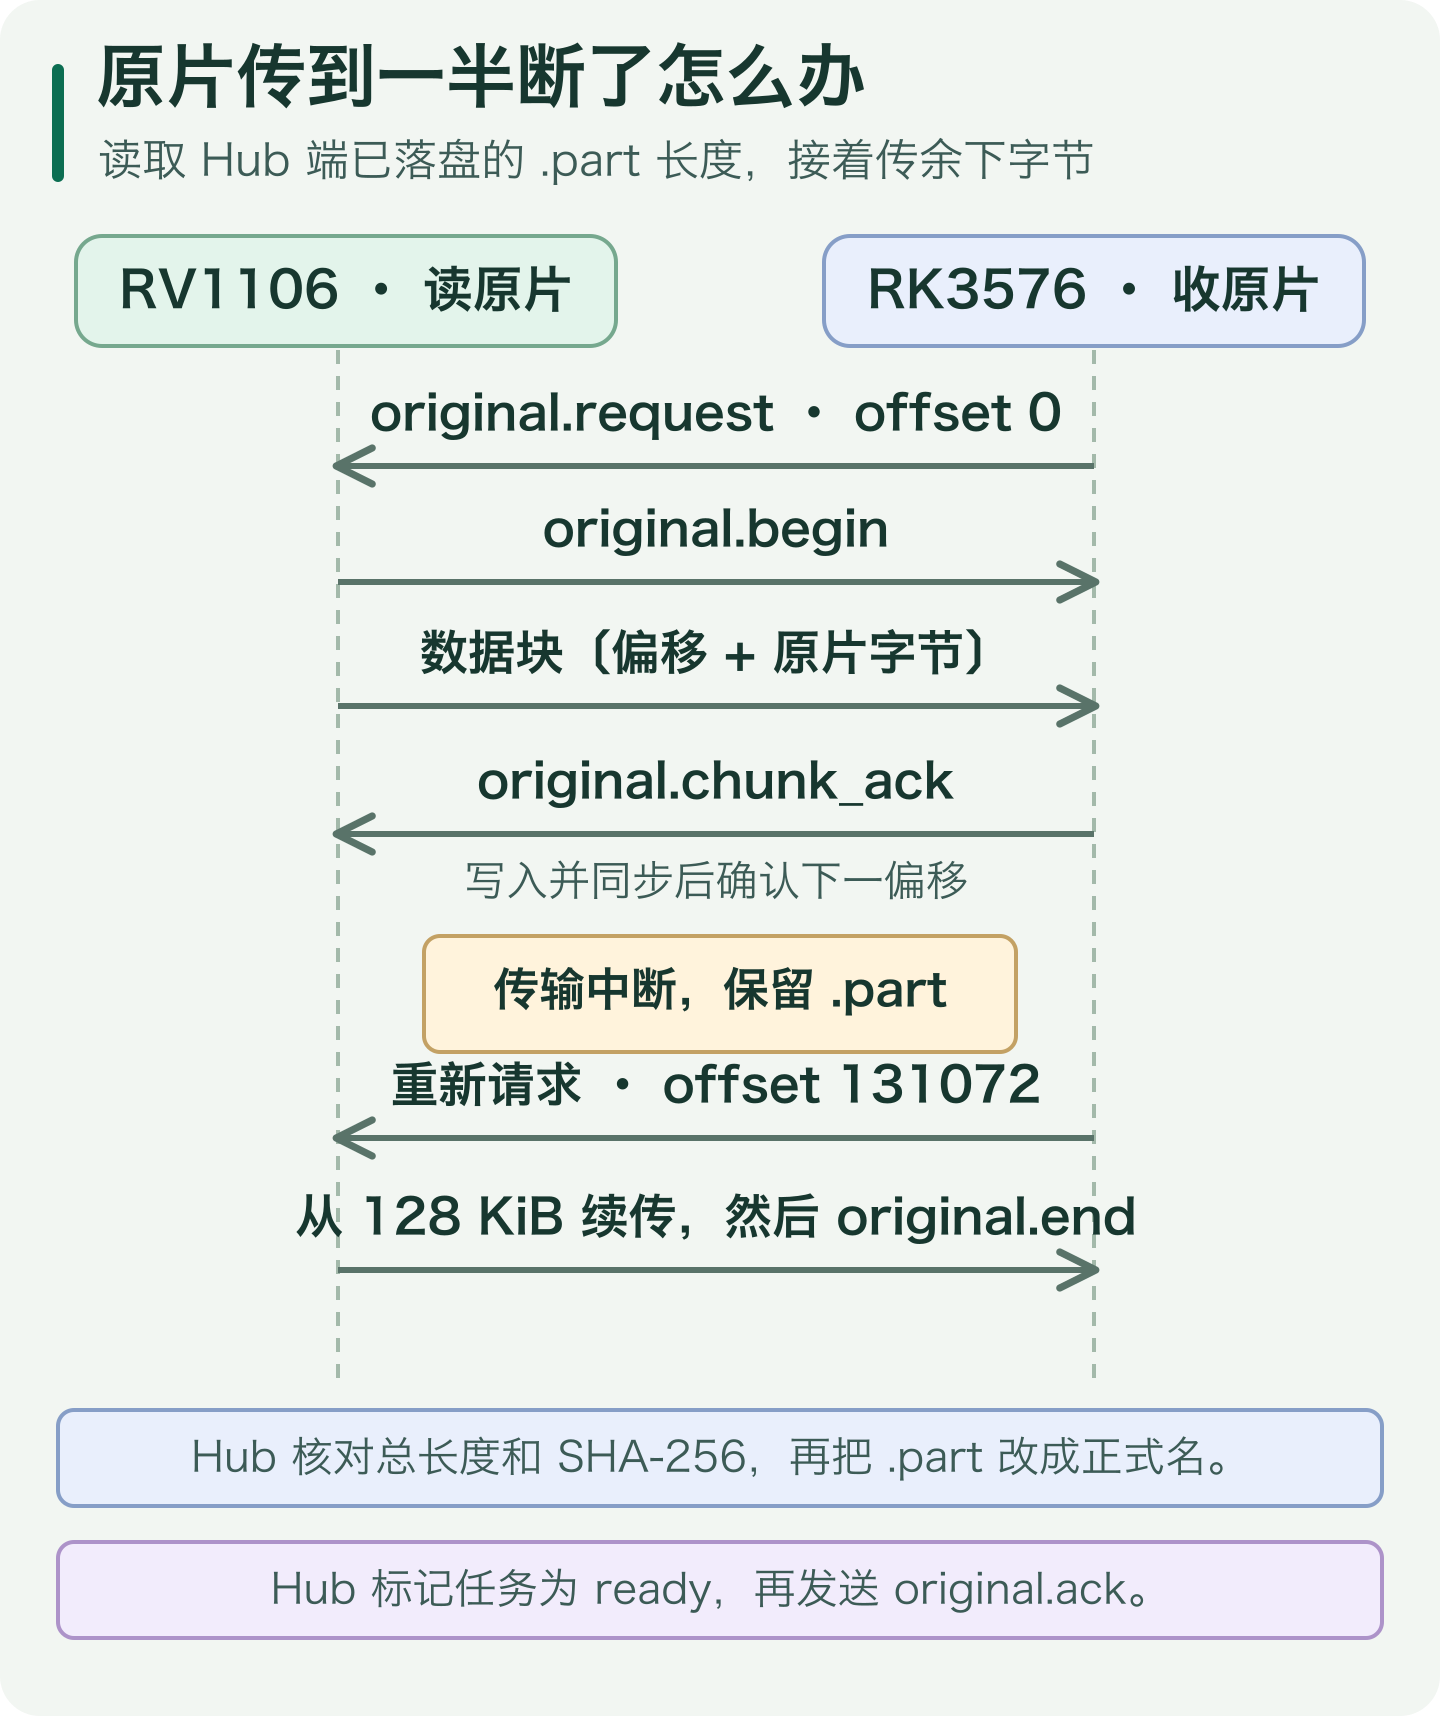 原片传到一半断了怎么办
读取 Hub 端已落盘的 .part 长度，接着传余下字节
RV1106 · 读原片
RK3576 · 收原片
original.request · offset 0
original.begin
数据块〔偏移 + 原片字节〕
original.chunk_ack
写入并同步后确认下一偏移
传输中断，保留 .part
重新请求 · offset 131072
从 128 KiB 续传，然后 original.end
Hub 核对总长度和 SHA-256，再把 .part 改成正式名。
Hub 标记任务为 ready，再发送 original.ack。